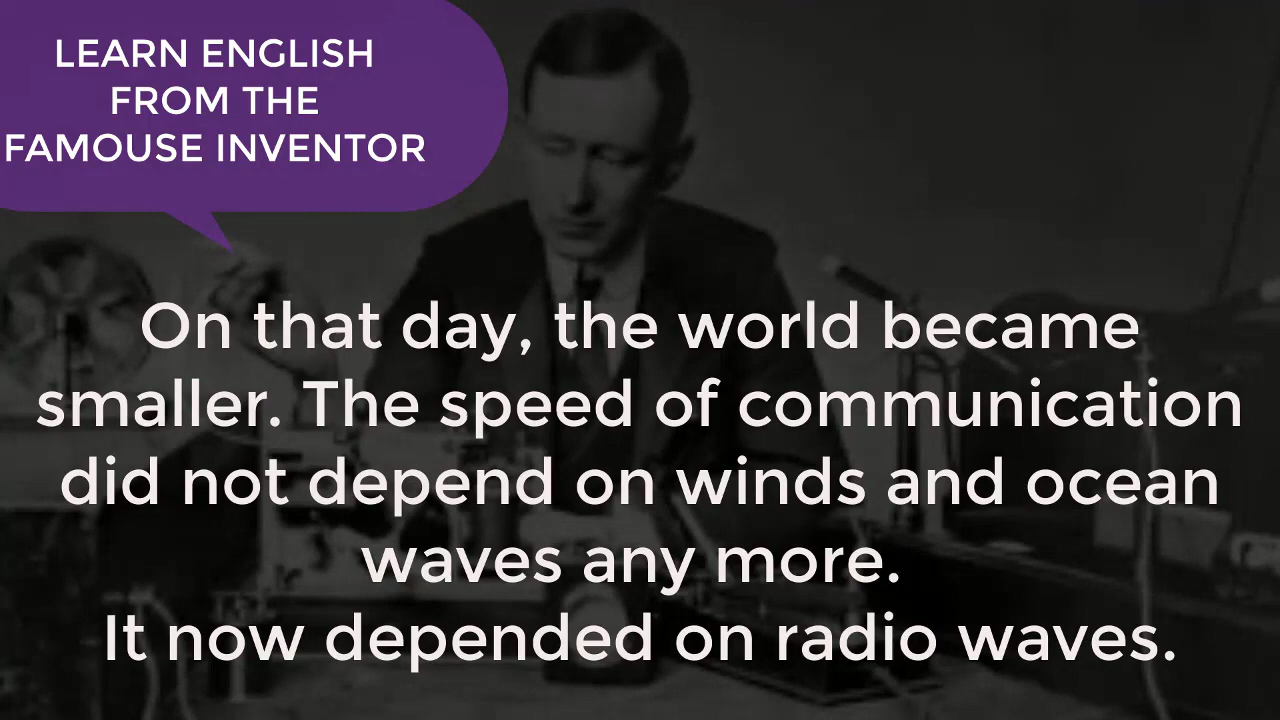 LEARN ENGLISH
FROM THE
FAMOUSE INVENTOR
On that day, the world became
smaller. The speed of communication
did not depend on winds and ocean
waves any more.
It now depended on radio waves.